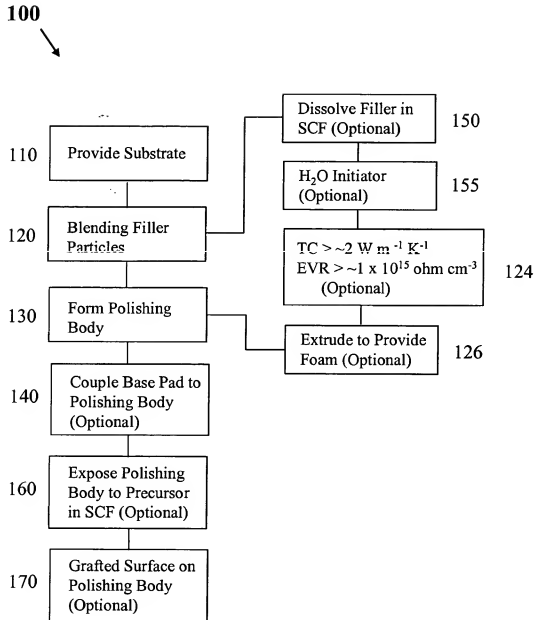 100
110
Provide Substrate
120
Blending Filler
Particles
130
Form Polishing
Body
140
Couple Base Pad to
Polishing Body
(Optional)
160
Expose Polishing
Body to Precursor
in SCF (Optional)
170
Grafted Surface on
Polishing Body
(Optional)
Dissolve Filler in
SCF (Optional)
150
H₂O Initiator
(Optional)
155
TC > ~2 W m ⁻¹ K⁻¹
EVR > ~1 x 10¹⁵ ohm cm⁻³
(Optional)
124
Extrude to Provide
Foam (Optional)
126